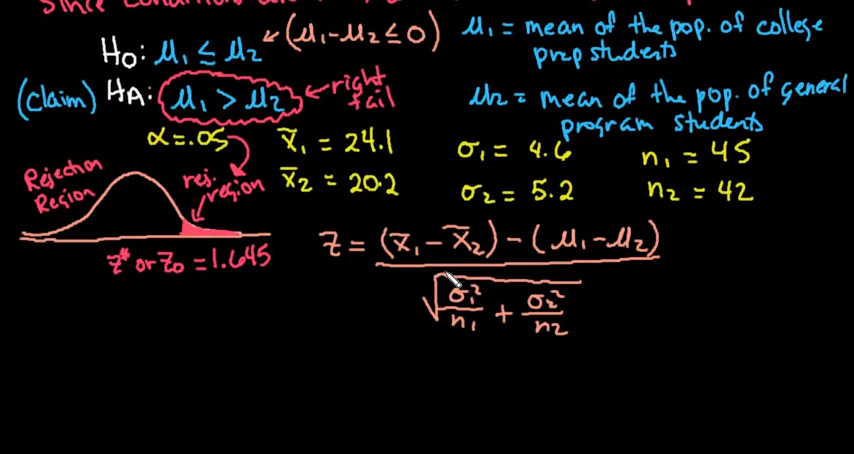 since conditions
H₀: μ₁ ≤ μ₂ (μ₁-μ₂ ≤ 0)
μ₁ = mean of the pop. of college
prep students
(claim) HA: μ₁ > μ₂ right
tail
μ₂ = mean of the pop. of general
program students
α=.05 x̄₁ = 24.1 σ₁ = 4.6 n₁ = 45
x̄₂ = 20.2 σ₂ = 5.2 n₂ = 42
Rejection
Region
rej.
region
z* or z₀ = 1.645
z = (x̄₁ - x̄₂) - (μ₁-μ₂)
√ σ₁²/n₁ + σ₂²/n₂